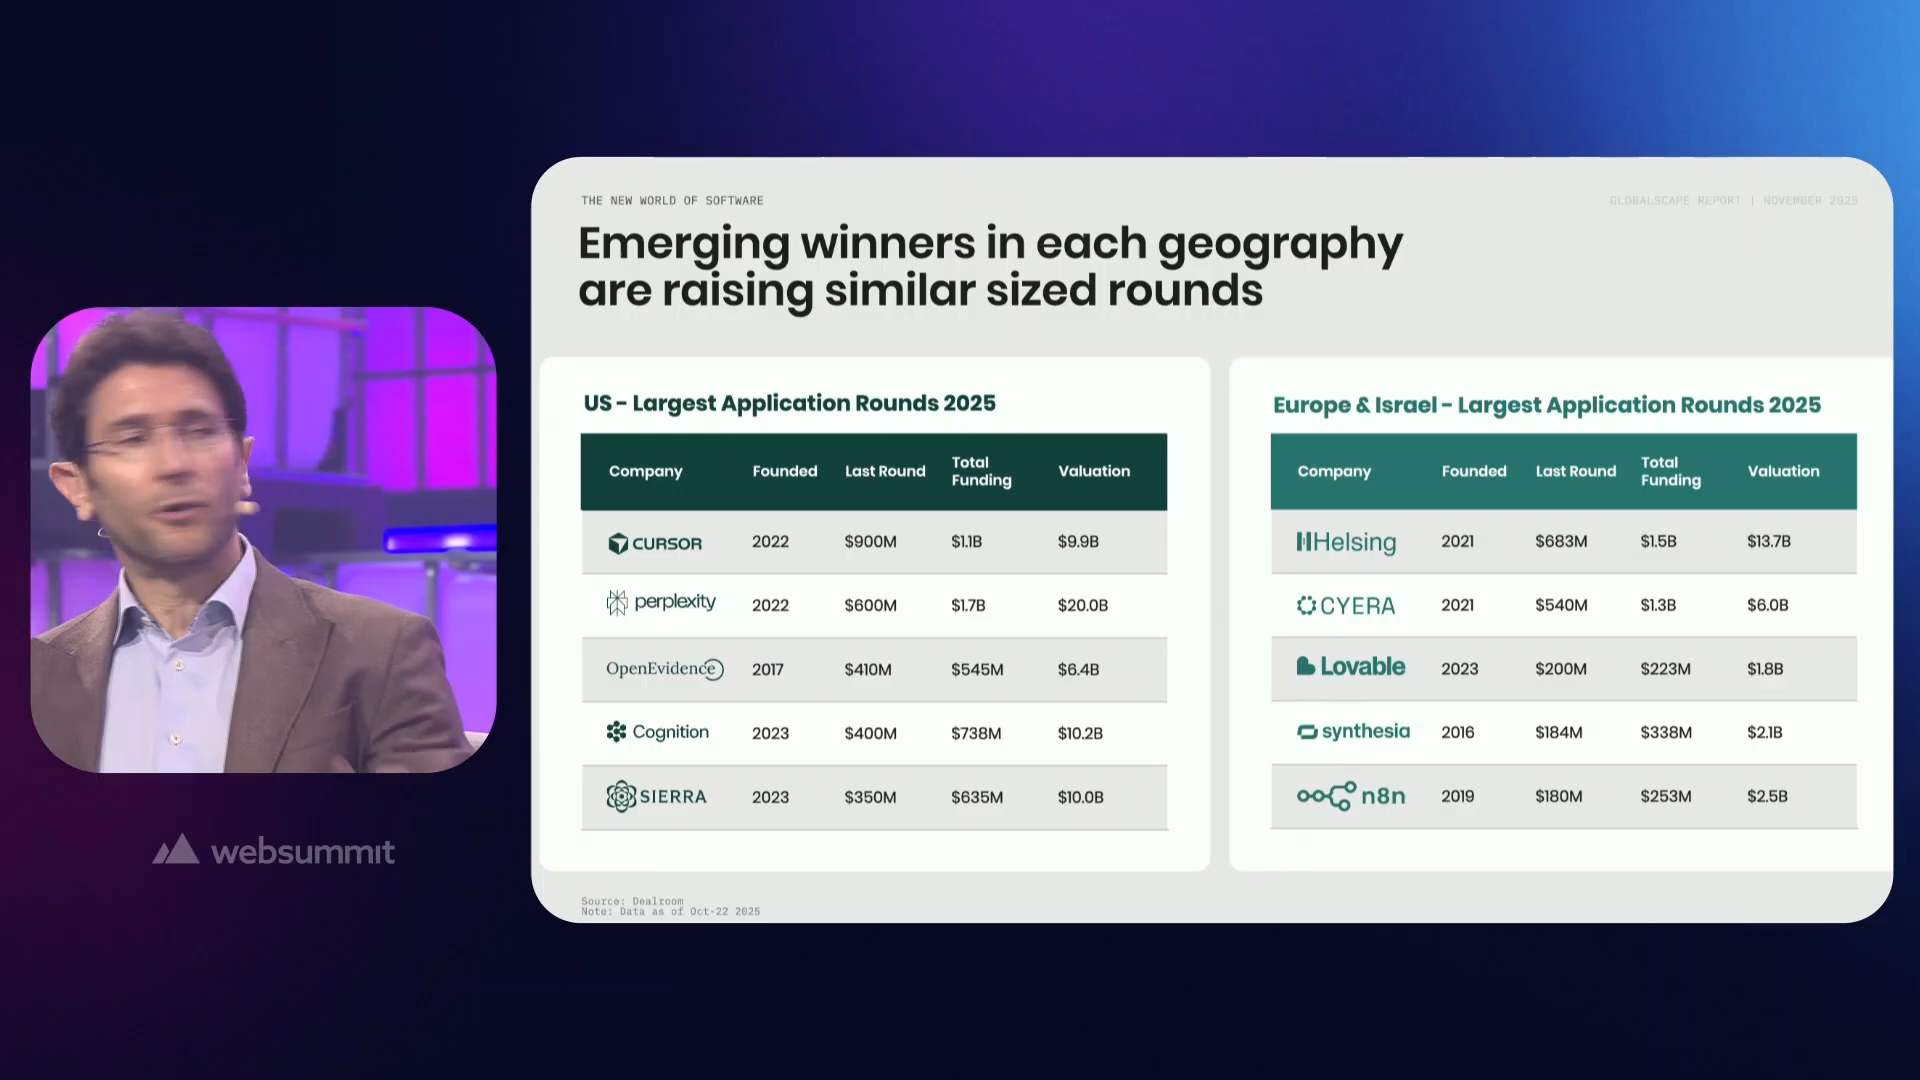 THE NEW WORLD OF SOFTWARE
GLOBALSCAPE REPORT | NOVEMBER 2025
Emerging winners in each geography
are raising similar sized rounds
US - Largest Application Rounds 2025
Company Founded Last Round Total Funding Valuation
CURSOR 2022 $900M $1.1B $9.9B
perplexity 2022 $600M $1.7B $20.0B
OpenEvidence 2017 $410M $545M $6.4B
Cognition 2023 $400M $738M $10.2B
SIERRA 2023 $350M $635M $10.0B
Europe & Israel - Largest Application Rounds 2025
Company Founded Last Round Total Funding Valuation
Helsing 2021 $683M $1.5B $13.7B
CYERA 2021 $540M $1.3B $6.0B
Lovable 2023 $200M $223M $1.8B
synthesia 2016 $184M $338M $2.1B
n8n 2019 $180M $253M $2.5B
Source: Dealroom
Note: Data as of Oct-22 2025
websummit